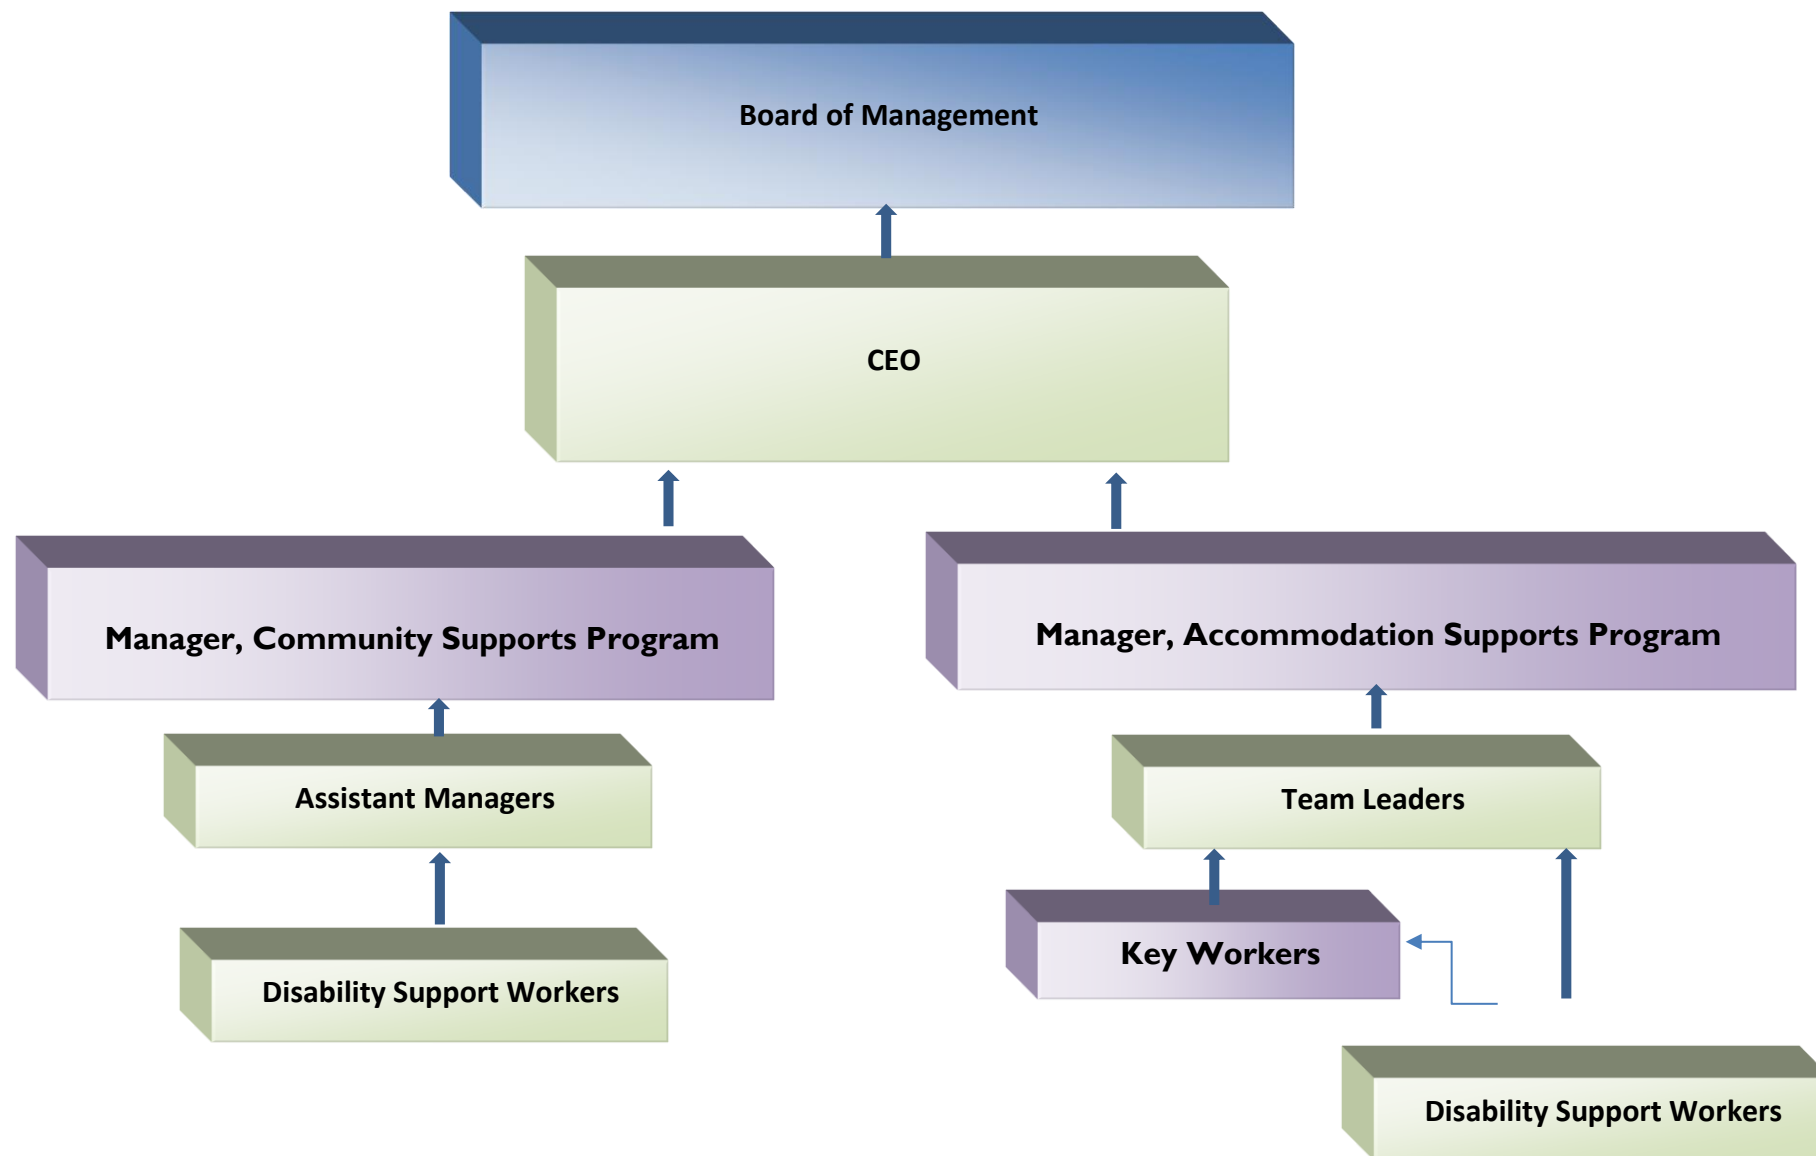 Board of Management
CEO
Manager, Community Supports Program
Manager, Accommodation Supports Program
Assistant Managers
Team Leaders
Key Workers
Disability Support Workers
Disability Support Workers